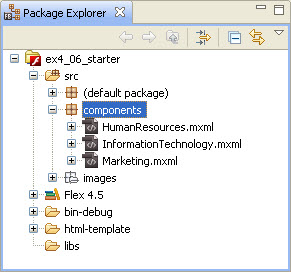 Package Explorer
ex4_06_starter
src
(default package)
components
HumanResources.mxml
InformationTechnology.mxml
Marketing.mxml
images
Flex 4.5
bin-debug
html-template
libs